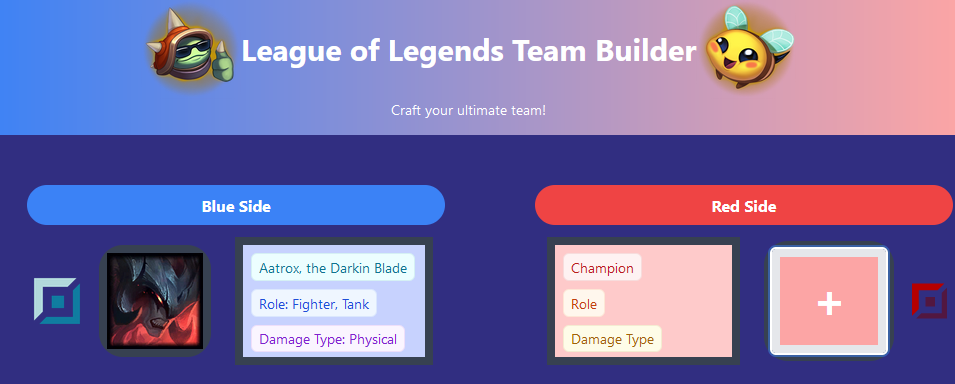 League of Legends Team Builder
Craft your ultimate team!
Blue Side
Red Side
Aatrox, the Darkin Blade
Role: Fighter, Tank
Damage Type: Physical
Champion
Role
Damage Type
+